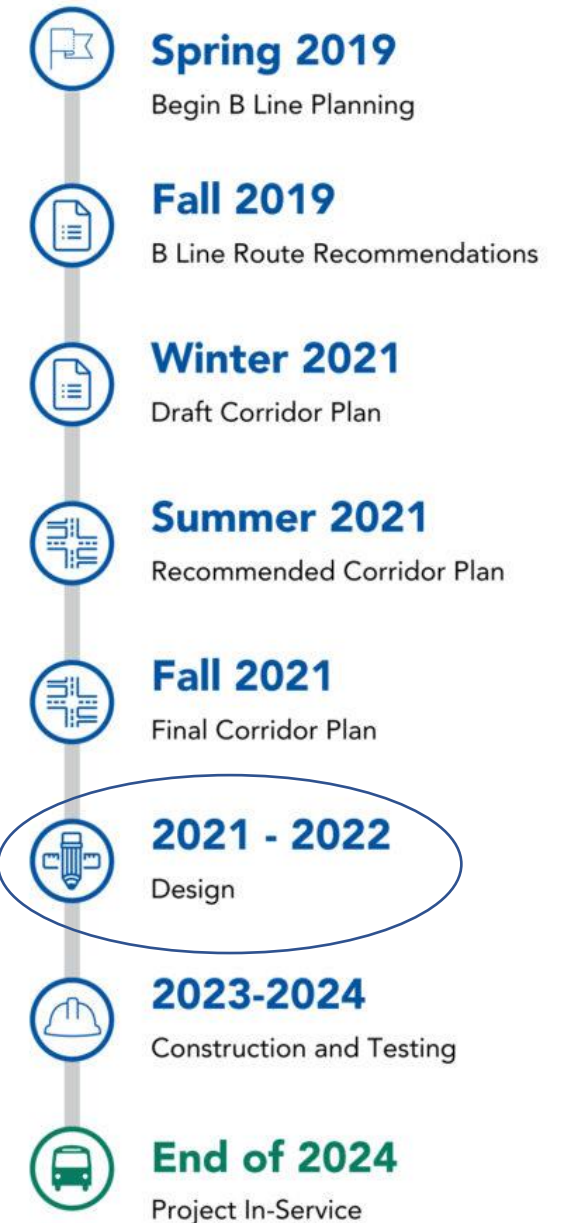 Spring 2019
Begin B Line Planning
Fall 2019
B Line Route Recommendations
Winter 2021
Draft Corridor Plan
Summer 2021
Recommended Corridor Plan
Fall 2021
Final Corridor Plan
2021 - 2022
Design
2023-2024
Construction and Testing
End of 2024
Project In-Service